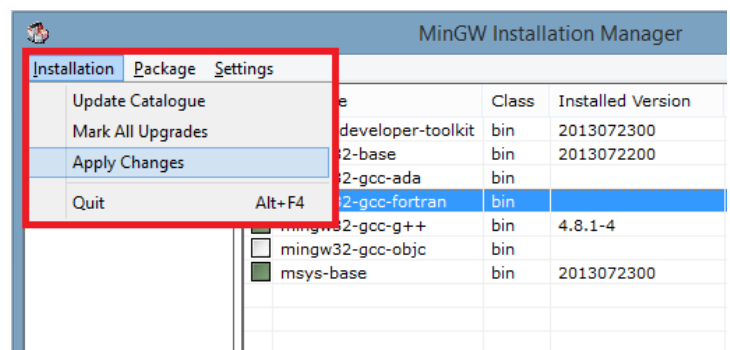 MinGW Installation Manager
Installation Package Settings
Update Catalogue
Mark All Upgrades
Apply Changes
Quit Alt+F4
e Class Installed Version
developer-toolkit bin 2013072300
32-base bin 2013072200
32-gcc-ada bin
32-gcc-fortran bin
mingw32-gcc-g++ bin 4.8.1-4
mingw32-gcc-objc bin
msys-base bin 2013072300